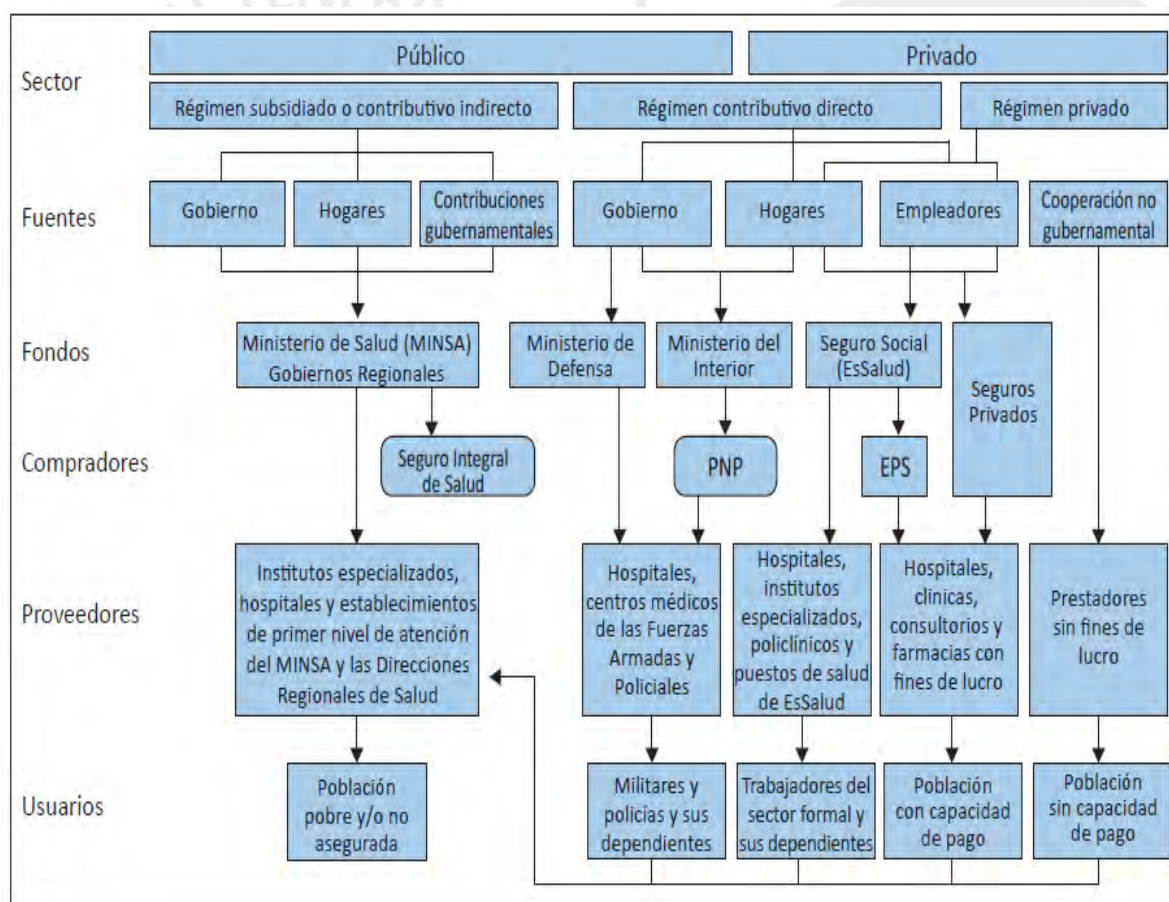 Sector
Público
Privado
Régimen subsidiado o contributivo indirecto
Régimen contributivo directo
Régimen privado
Fuentes
Gobierno
Hogares
Contribuciones
gubernamentales
Gobierno
Hogares
Empleadores
Cooperación no
gubernamental
Fondos
Ministerio de Salud (MINSA)
Gobiernos Regionales
Ministerio de
Defensa
Ministerio del
Interior
Seguro Social
(EsSalud)
Seguros
Privados
Compradores
Seguro Integral
de Salud
PNP
EPS
Proveedores
Institutos especializados,
hospitales y establecimientos
de primer nivel de atención
del MINSA y las Direcciones
Regionales de Salud
Hospitales,
centros médicos
de las Fuerzas
Armadas y
Policiales
Hospitales,
institutos
especializados,
policlínicos y
puestos de salud
de EsSalud
Hospitales,
clinicas,
consultorios y
farmacias con
fines de lucro
Prestadores
sin fines de
lucro
Usuarios
Población
pobre y/o no
asegurada
Militares y
policías y sus
dependientes
Trabajadores del
sector formal y
sus dependientes
Población
con capacidad
de pago
Población
sin capacidad
de pago